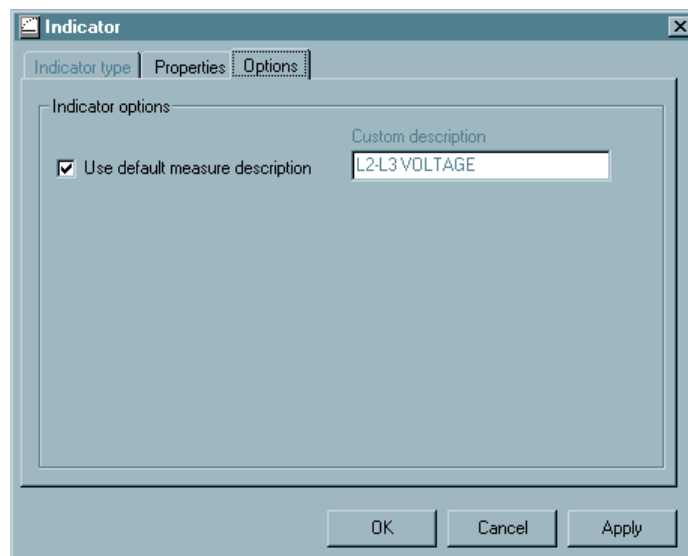 Indicator
Indicator type Properties Options
Indicator options
Custom description
Use default measure description L2-L3 VOLTAGE
OK Cancel Apply